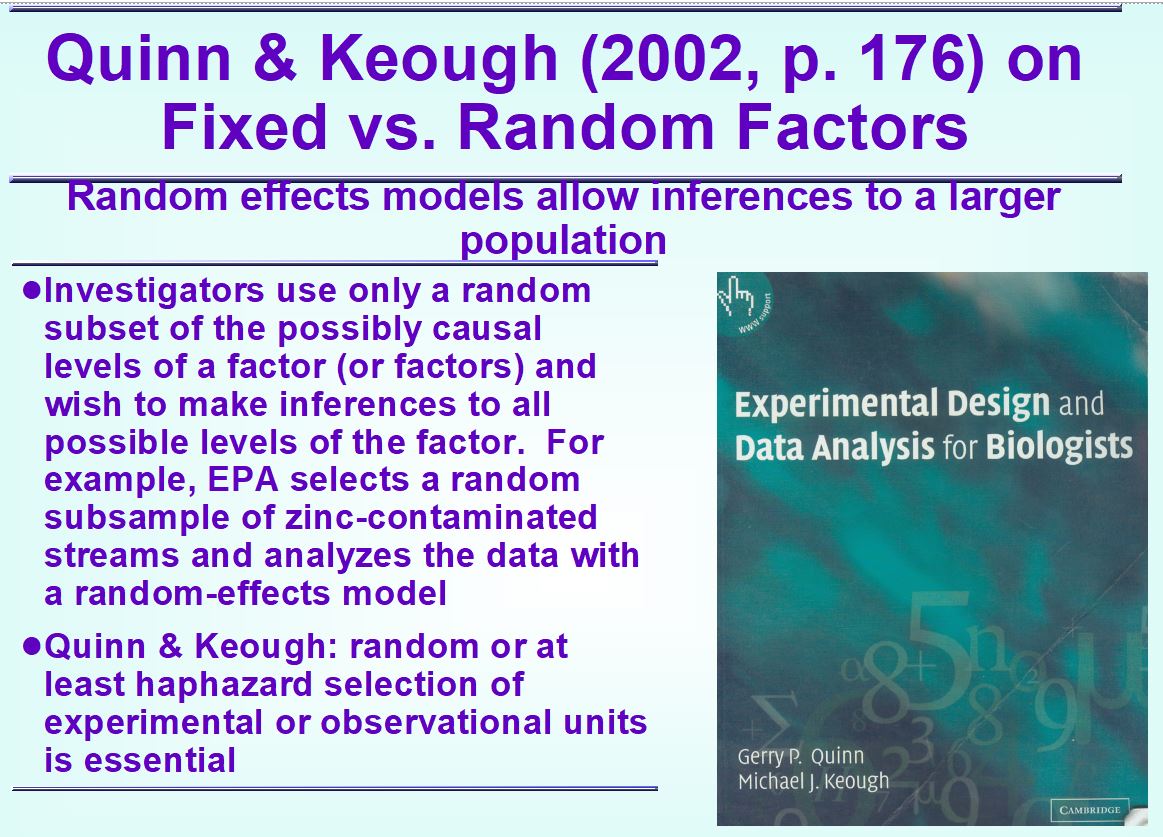 Quinn & Keough (2002, p. 176) on
Fixed vs. Random Factors
Random effects models allow inferences to a larger
population
●Investigators use only a random
subset of the possibly causal
levels of a factor (or factors) and
wish to make inferences to all
possible levels of the factor.  For
example, EPA selects a random
subsample of zinc-contaminated
streams and analyzes the data with
a random-effects model
●Quinn & Keough: random or at
least haphazard selection of
experimental or observational units
is essential
www support
Experimental Design and
Data Analysis for Biologists
Gerry P. Quinn
Michael J. Keough
CAMBRIDGE